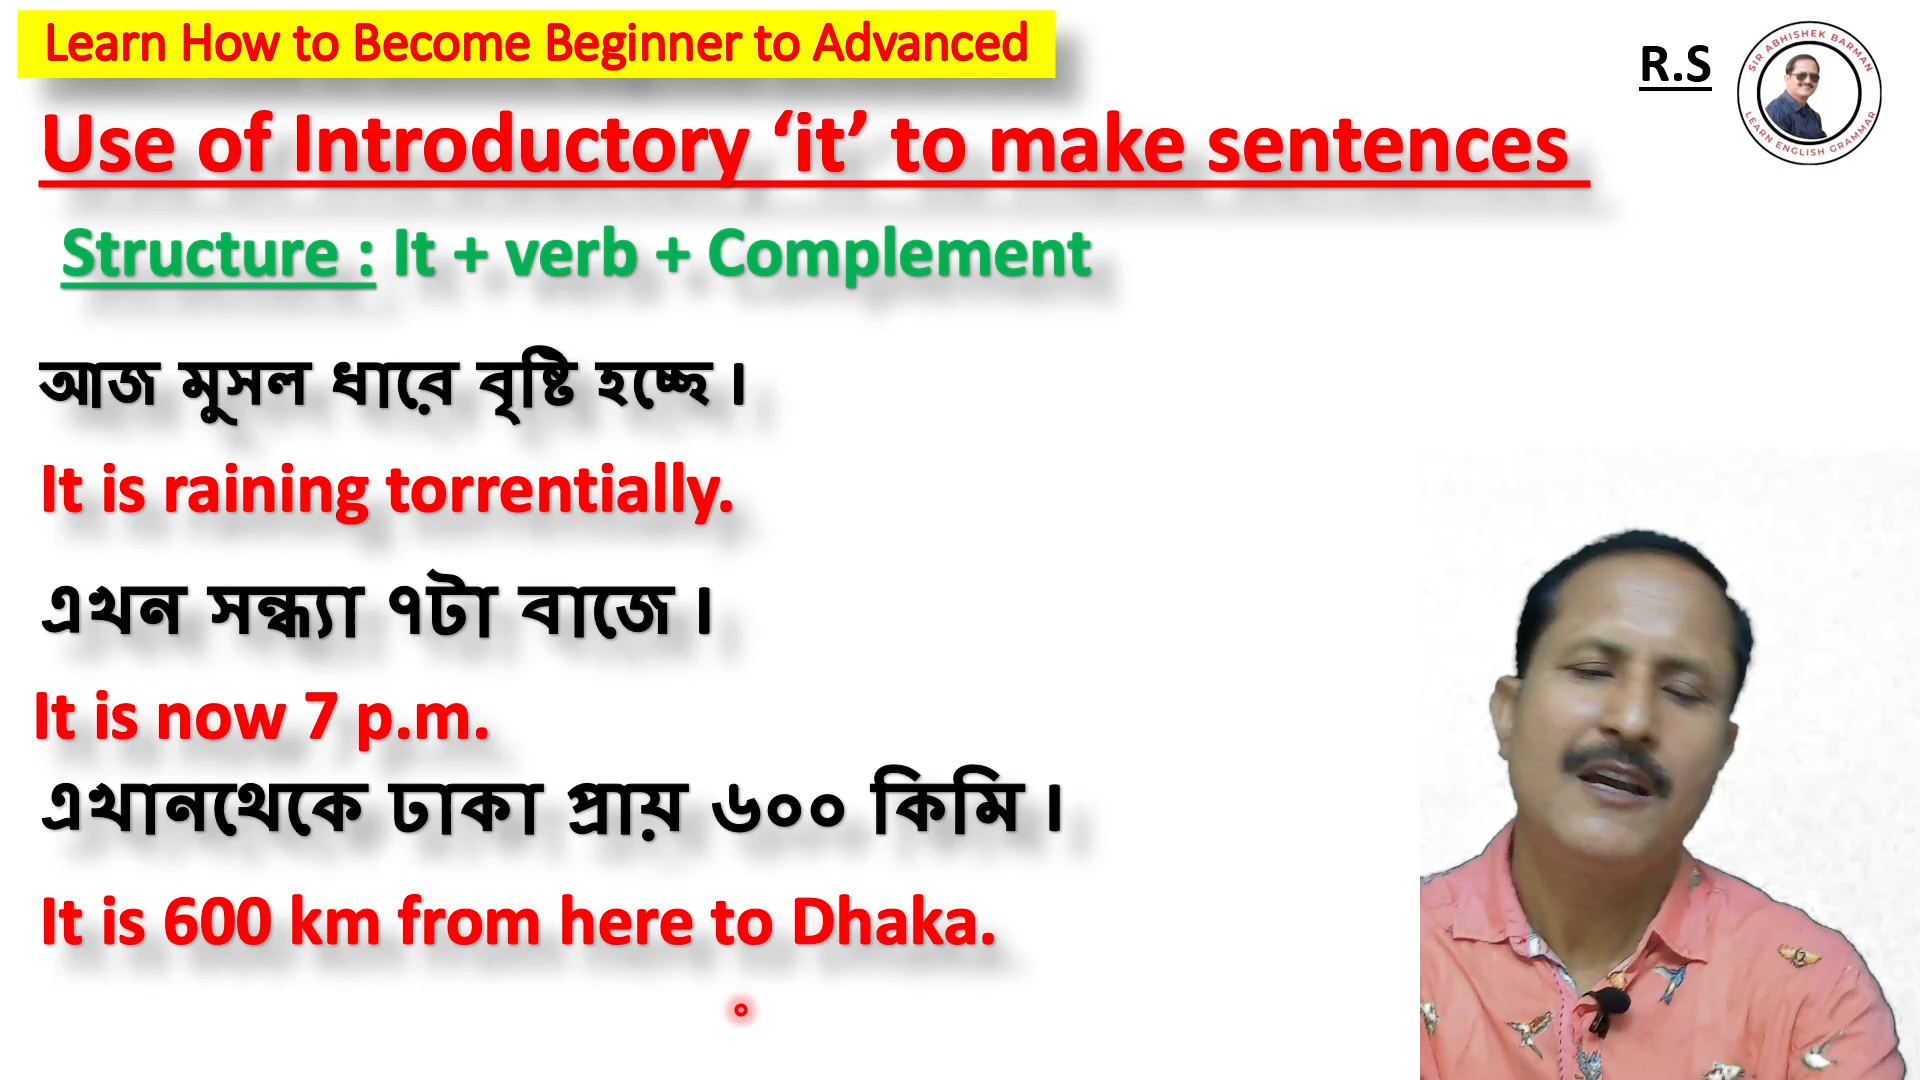 Learn How to Become Beginner to Advanced
R.S
SIR ABHISHEK BARMAN
LEARN ENGLISH GRAMMAR
Use of Introductory ‘it’ to make sentences
Structure : It + verb + Complement
আজ মুসল ধারে বৃষ্টি হচ্ছে ।
It is raining torrentially.
এখন সন্ধ্যা ৭টা বাজে ।
It is now 7 p.m.
এখানথেকে ঢাকা প্রায় ৬০০ কিমি ।
It is 600 km from here to Dhaka.